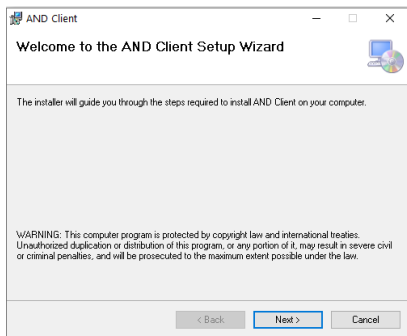 AND Client
Welcome to the AND Client Setup Wizard
The installer will guide you through the steps required to install AND Client on your computer.
WARNING: This computer program is protected by copyright law and international treaties.
Unauthorized duplication or distribution of this program, or any portion of it, may result in severe civil
or criminal penalties, and will be prosecuted to the maximum extent possible under the law.
< Back Next > Cancel